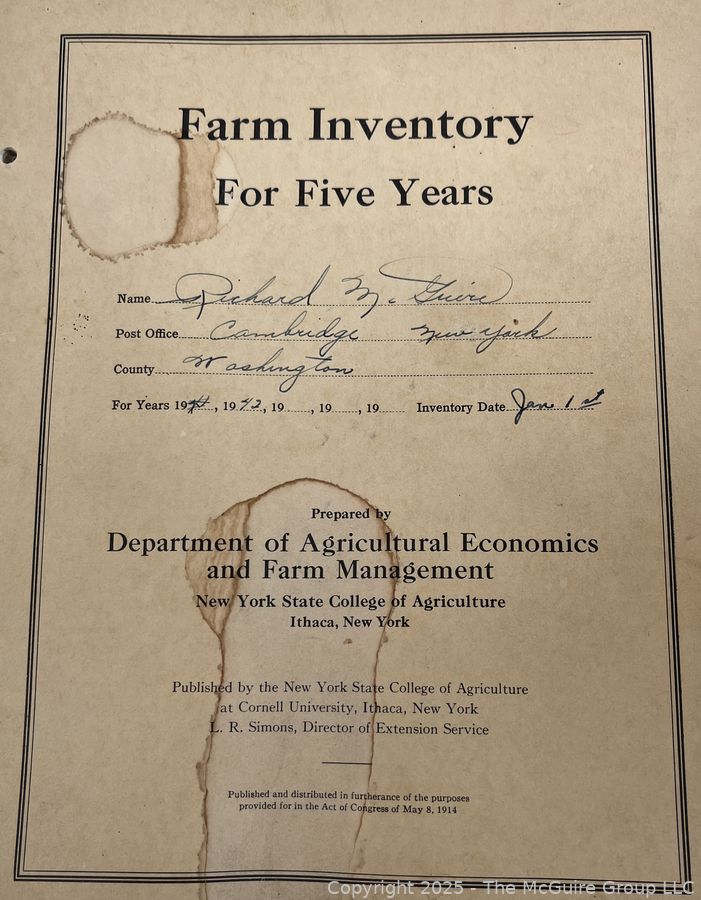 Farm Inventory
For Five Years
Name Richard McGuire
Post Office Cambridge New York
County Washington
For Years 1941, 1942, 19 , 19 , 19 Inventory Date Jan 1st
Prepared by
Department of Agricultural Economics
and Farm Management
New York State College of Agriculture
Ithaca, New York
Published by the New York State College of Agriculture
at Cornell University, Ithaca, New York
L. R. Simons, Director of Extension Service
Published and distributed in furtherance of the purposes
provided for in the Act of Congress of May 8, 1914
Copyright 2025 - The McGuire Group LLC